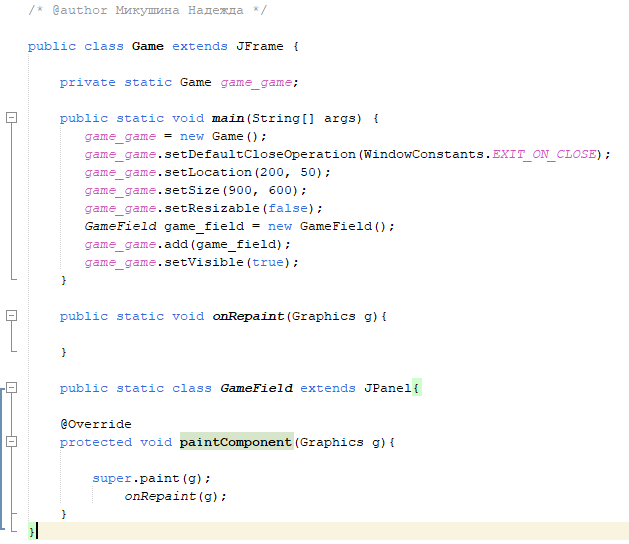 /* @author Микушина Надежда */
public class Game extends JFrame {
private static Game game_game;
public static void main(String[] args) {
game_game = new Game();
game_game.setDefaultCloseOperation(WindowConstants.EXIT_ON_CLOSE);
game_game.setLocation(200, 50);
game_game.setSize(900, 600);
game_game.setResizable(false);
GameField game_field = new GameField();
game_game.add(game_field);
game_game.setVisible(true);
}
public static void onRepaint(Graphics g){
}
public static class GameField extends JPanel{
@Override
protected void paintComponent(Graphics g){
super.paint(g);
onRepaint(g);
}
}